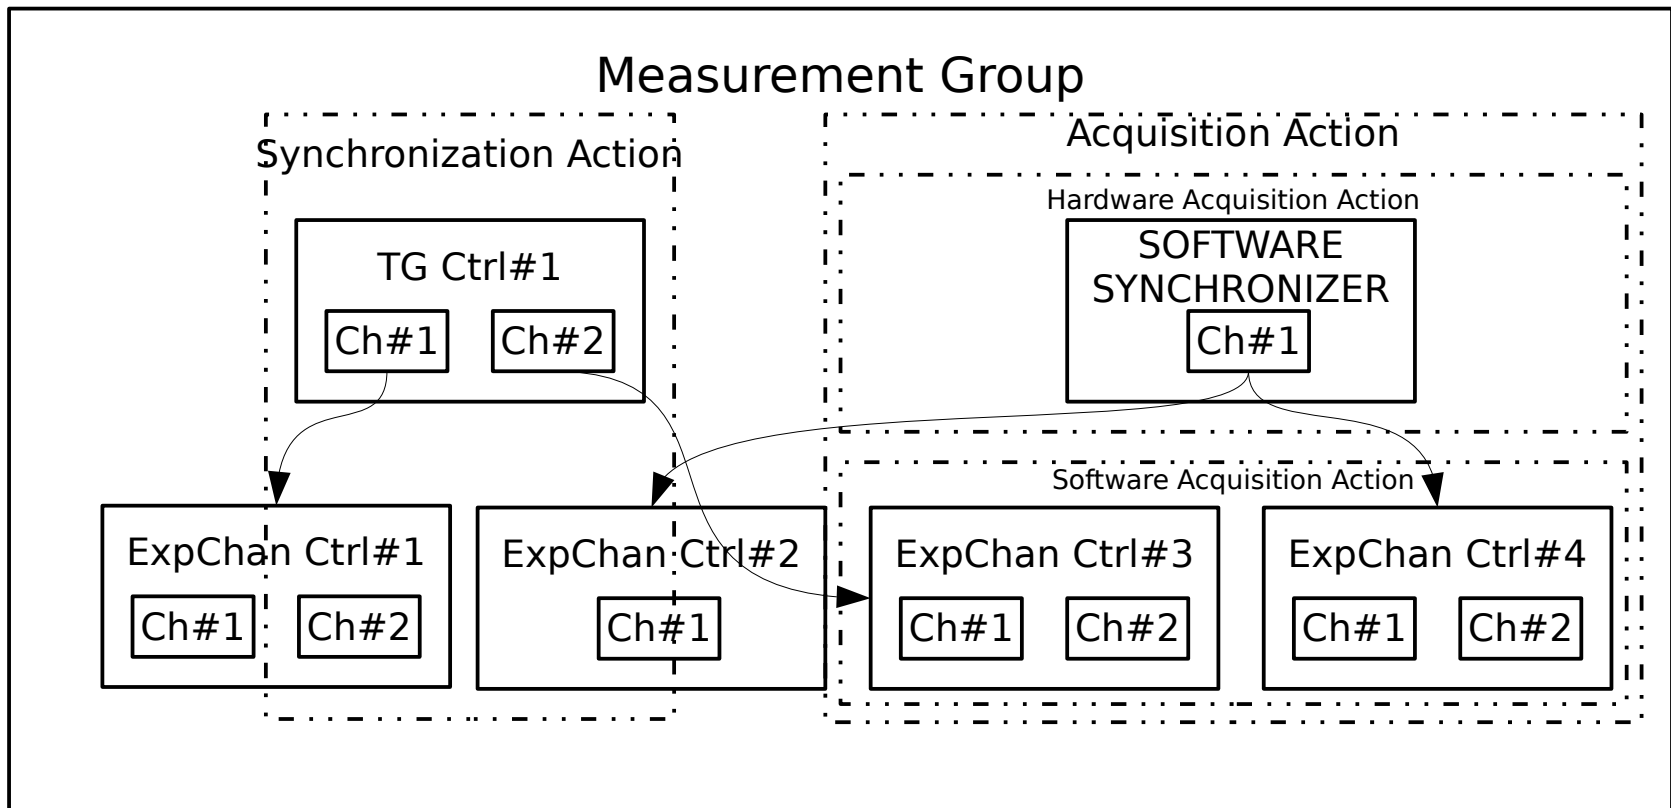 Measurement Group
Synchronization Action
Acquisition Action
Hardware Acquisition Action
TG Ctrl#1
Ch#1
Ch#2
SOFTWARE
SYNCHRONIZER
Ch#1
Software Acquisition Action
ExpChan Ctrl#1
Ch#1
Ch#2
ExpChan Ctrl#2
Ch#1
ExpChan Ctrl#3
Ch#1
Ch#2
ExpChan Ctrl#4
Ch#1
Ch#2